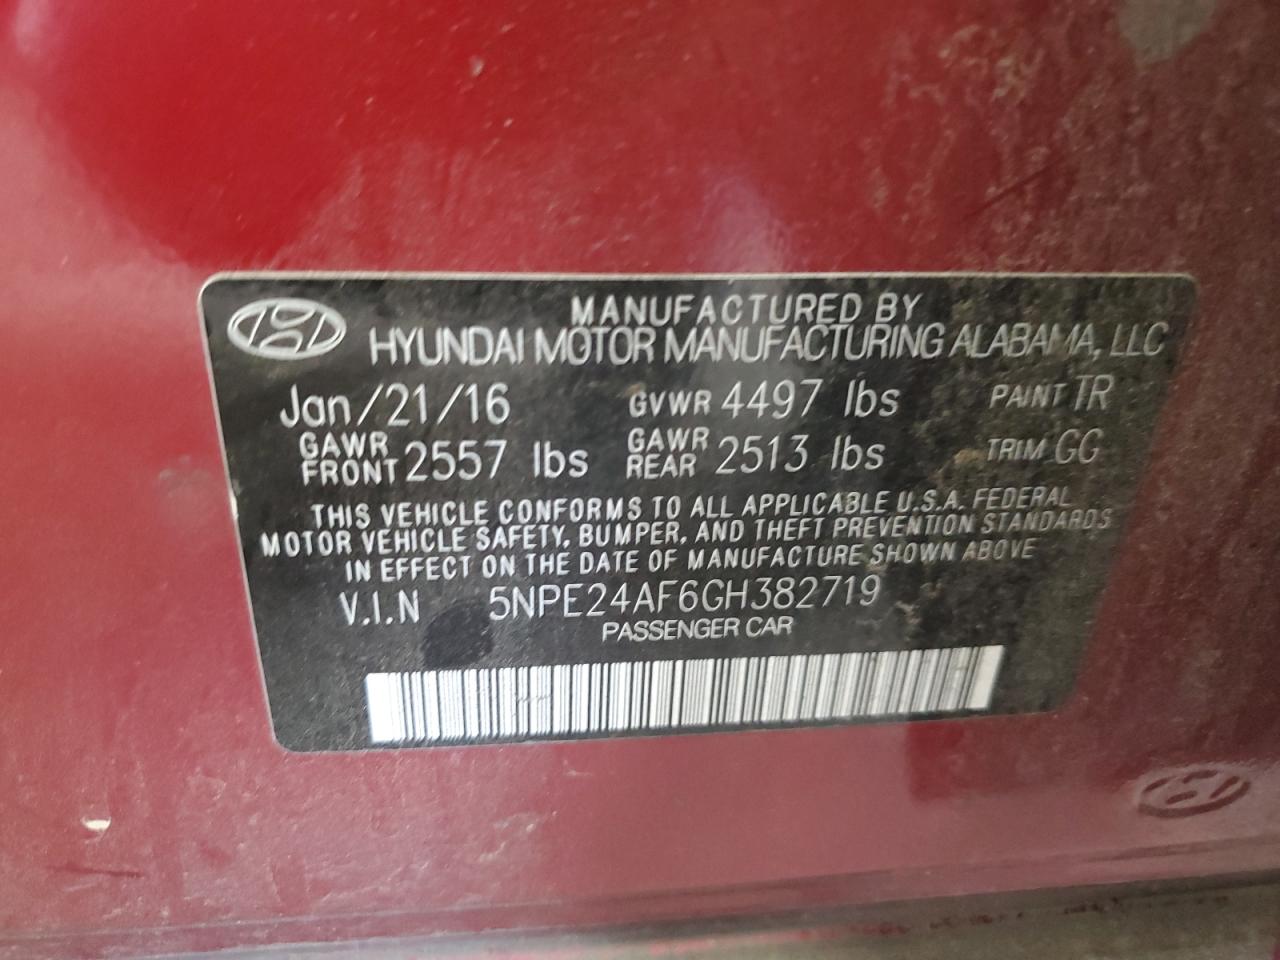 MANUFACTURED BY
HYUNDAI MOTOR MANUFACTURING ALABAMA, LLC
Jan/21/16 GVWR 4497 lbs PAINT TR
GAWR FRONT 2557 lbs GAWR REAR 2513 lbs TRIM GG
THIS VEHICLE CONFORMS TO ALL APPLICABLE U.S.A. FEDERAL
MOTOR VEHICLE SAFETY, BUMPER, AND THEFT PREVENTION STANDARDS
IN EFFECT ON THE DATE OF MANUFACTURE SHOWN ABOVE
V.I.N 5NPE24AF6GH382719
PASSENGER CAR